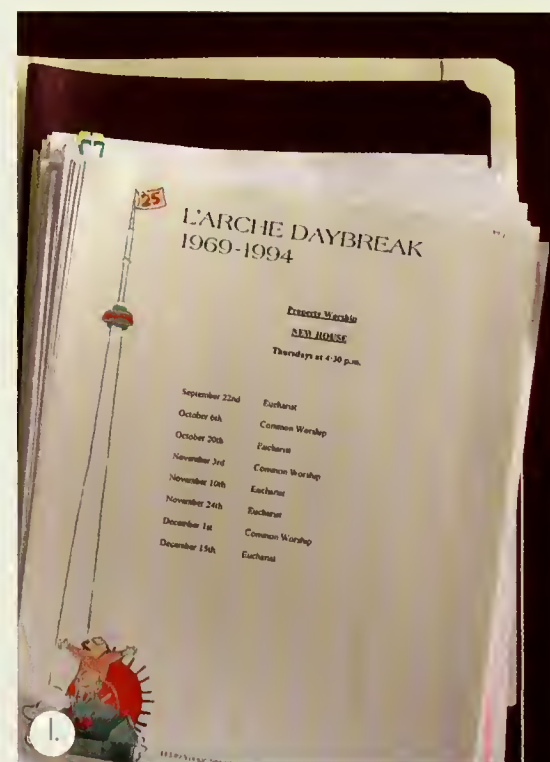 25
L'ARCHE DAYBREAK
1969-1994
Property Worship
NEW HOUSE
Thursdays at 4:30 p.m.
September 22nd Eucharist
October 6th Common Worship
October 20th Eucharist
November 3rd Common Worship
November 10th Eucharist
November 24th Eucharist
December 1st Common Worship
December 15th Eucharist
1.